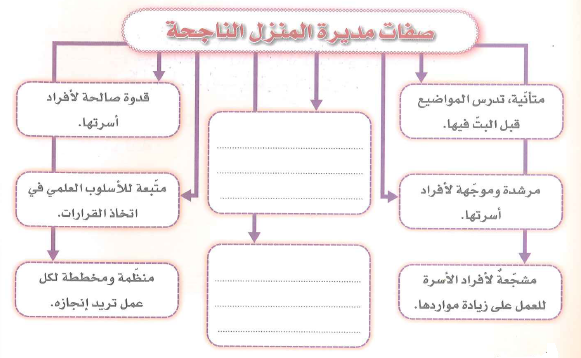 صفات مديرة المنزل الناجحة
متأنية، تدرس المواضيع
قبل البتّ فيها.
قدوة صالحة لأفراد
أسرتها.
مرشدة وموجّهة لأفراد
أسرتها.
متّبعة للأسلوب العلمي في
اتخاذ القرارات.
مشجّعةٌ لأفراد الأسرة
للعمل على زيادة مواردها.
منظّمة ومخططة لكل
عمل تريد إنجازه.